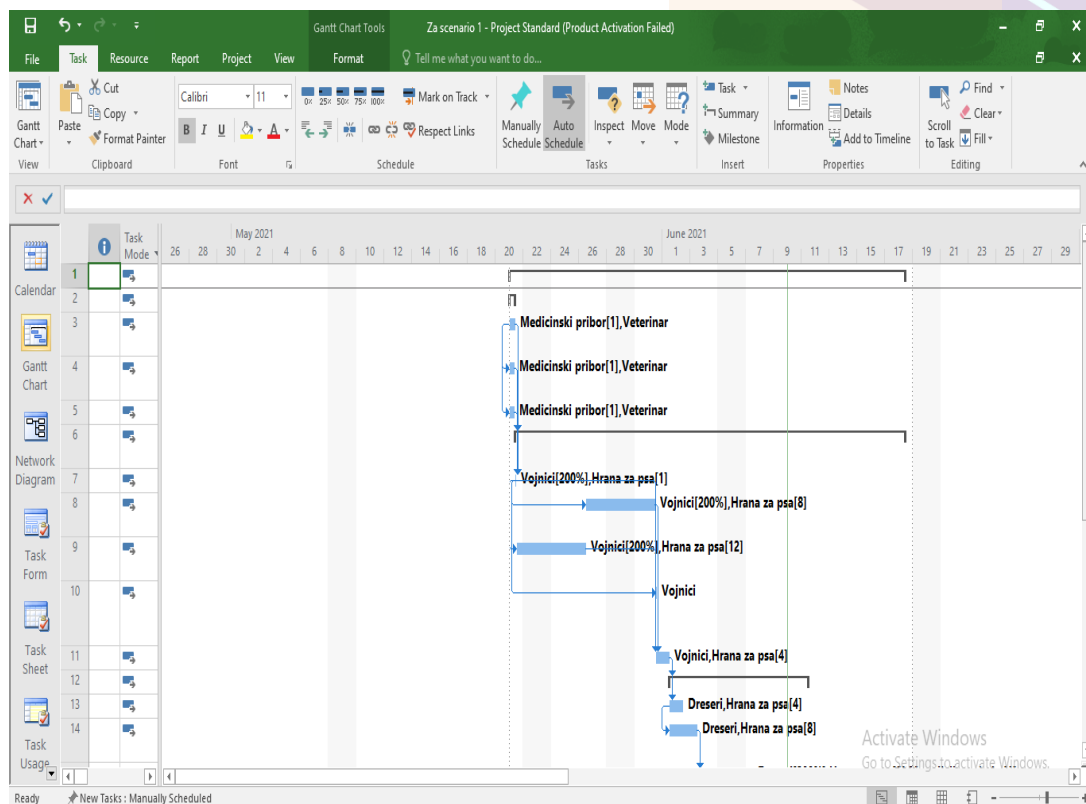 Gantt Chart Tools
Za scenario 1 - Project Standard (Product Activation Failed)
File Task Resource Report Project View Format Tell me what you want to do...
Gantt Chart
View
Paste
Cut
Copy
Format Painter
Clipboard
Calibri 11
B I U A
Font
0× 25× 50× 75× 100×
Mark on Track
Respect Links
Schedule
Manually Schedule
Auto Schedule
Inspect
Move
Mode
Tasks
Task
Summary
Milestone
Insert
Information
Notes
Details
Add to Timeline
Properties
Scroll to Task
Find
Clear
Fill
Editing
Task Mode
May 2021 June 2021
26 28 30 2 4 6 8 10 12 14 16 18 20 22 24 26 28 30 1 3 5 7 9 11 13 15 17 19 21 23 25 27 29
Calendar
Gantt Chart
Network Diagram
Task Form
Task Sheet
Task Usage
1
2
3 Medicinski pribor[1],Veterinar
4 Medicinski pribor[1],Veterinar
5 Medicinski pribor[1],Veterinar
6
7 Vojnici[200%],Hrana za psa[1]
8 Vojnici[200%],Hrana za psa[8]
9 Vojnici[200%],Hrana za psa[12]
10 Vojnici
11 Vojnici,Hrana za psa[4]
12
13 Dreseri,Hrana za psa[4]
14 Dreseri,Hrana za psa[8]
Activate Windows
Go to Settings to activate Windows.
Ready New Tasks : Manually Scheduled